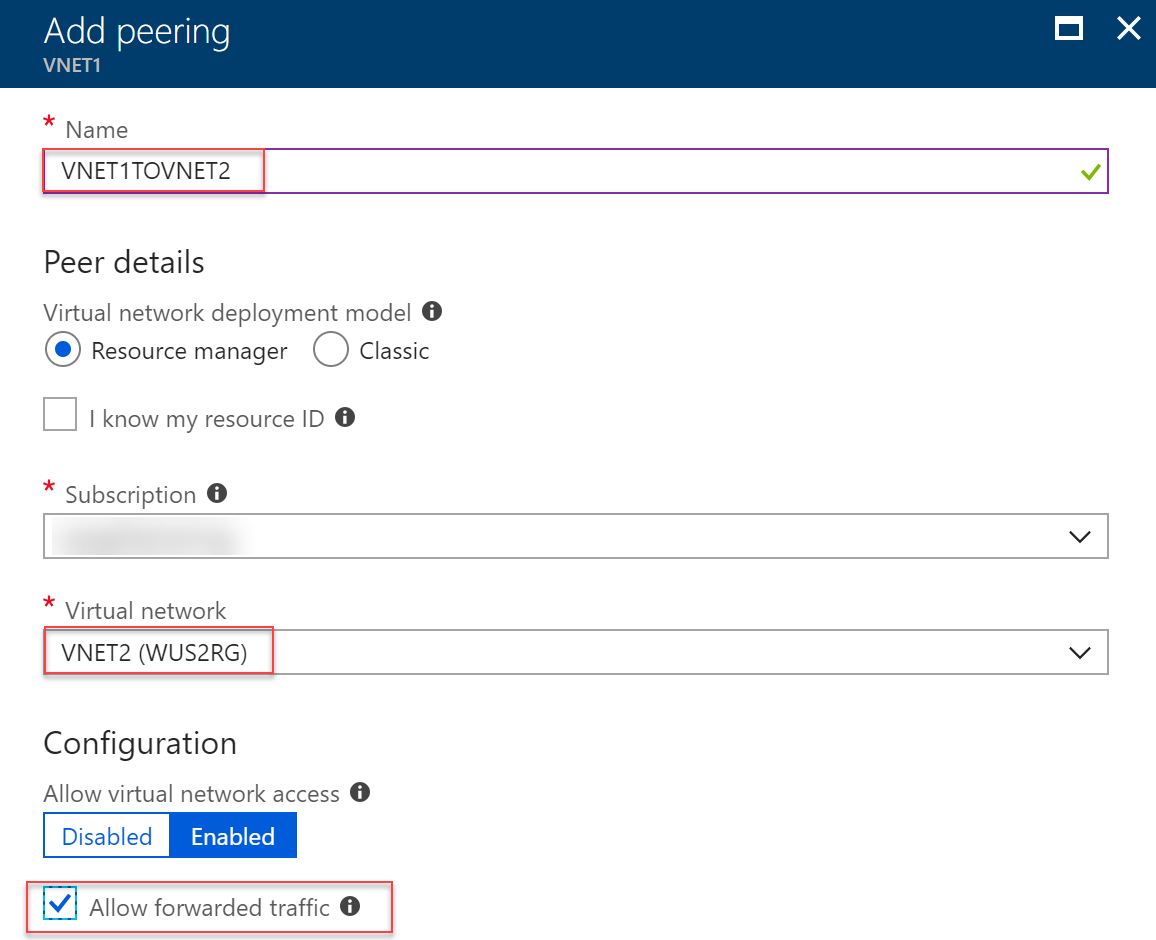 Add peering
VNET1
* Name
VNET1TOVNET2
Peer details
Virtual network deployment model
Resource manager Classic
I know my resource ID
* Subscription
* Virtual network
VNET2 (WUS2RG)
Configuration
Allow virtual network access
Disabled Enabled
Allow forwarded traffic